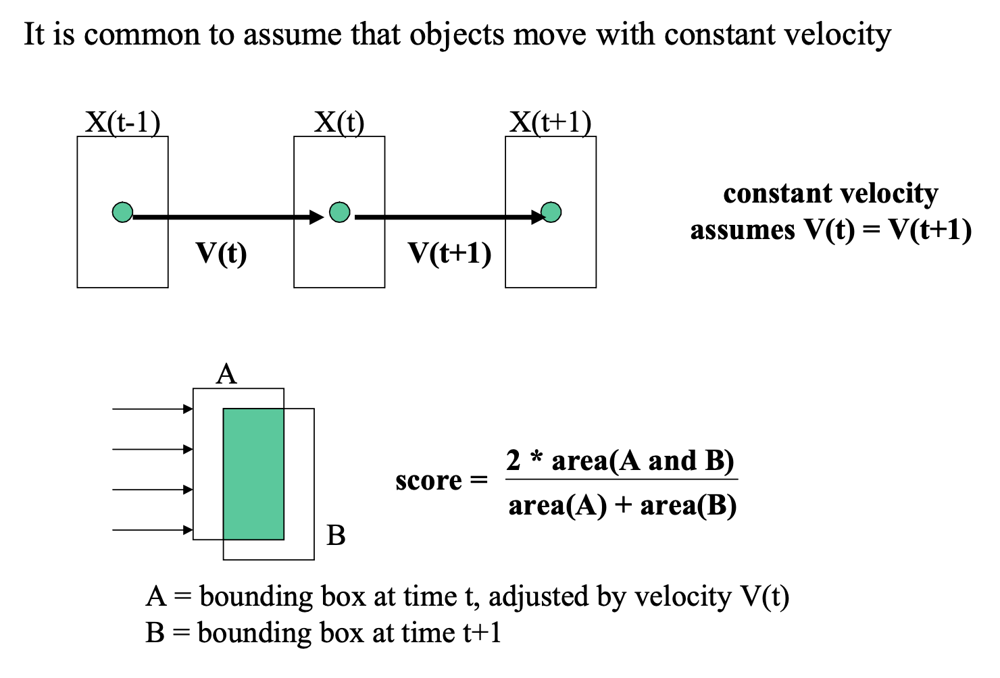 It is common to assume that objects move with constant velocity
X(t-1) X(t) X(t+1)
constant velocity
assumes V(t) = V(t+1)
V(t) V(t+1)
A
score = 2 * area(A and B)
area(A) + area(B)
B
A = bounding box at time t, adjusted by velocity V(t)
B = bounding box at time t+1